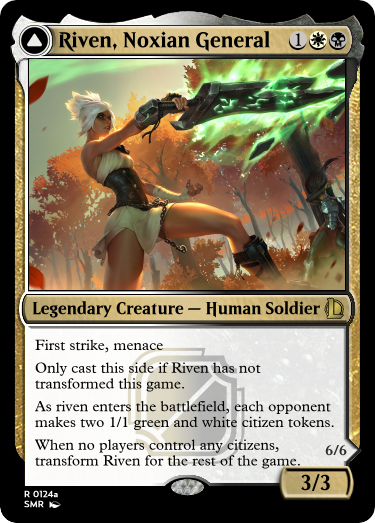 Riven, Noxian General 1
Legendary Creature — Human Soldier
First strike, menace
Only cast this side if Riven has not
transformed this game.
As riven enters the battlefield, each opponent
makes two 1/1 green and white citizen tokens.
When no players control any citizens,
transform Riven for the rest of the game.
6/6
3/3
R 0124a
SMR